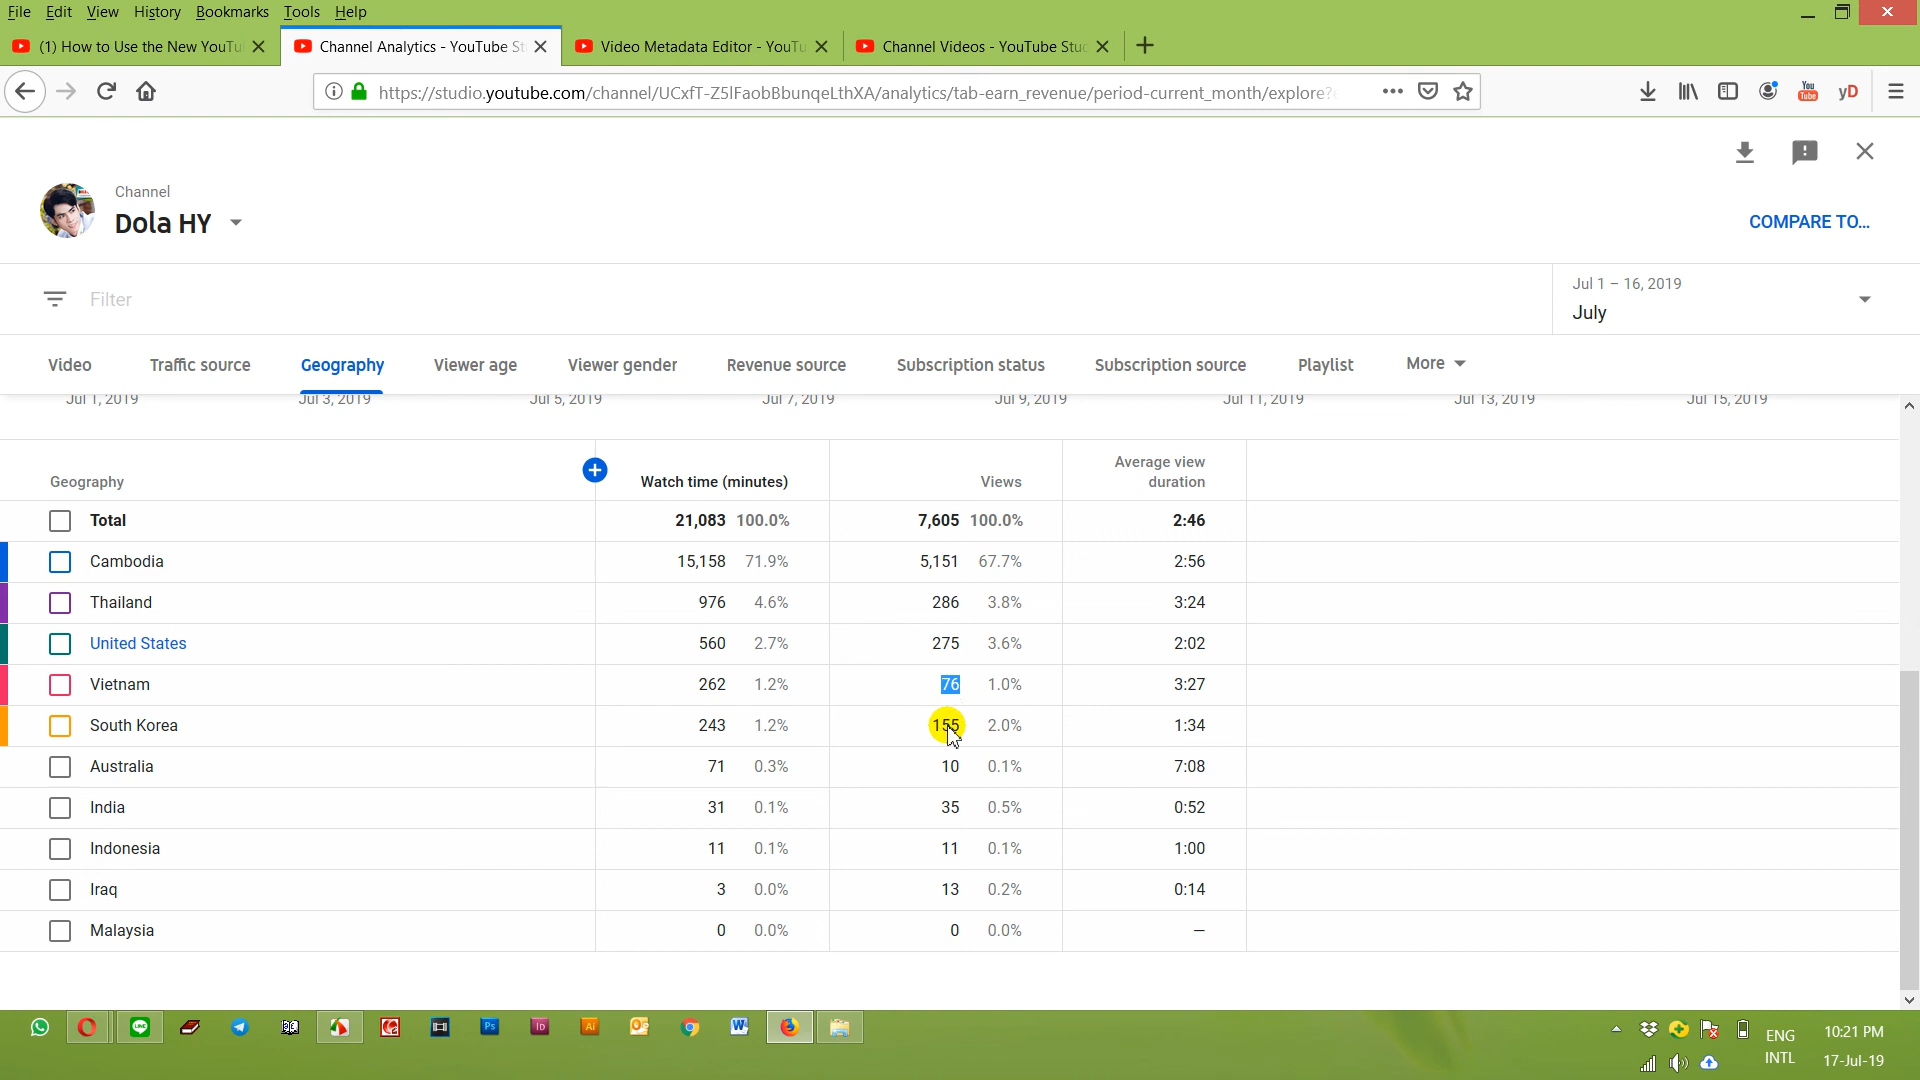 File Edit View History Bookmarks Tools Help
(1) How to Use the New YouTu
Channel Analytics - YouTube St
Video Metadata Editor - YouTu
Channel Videos - YouTube Stud
https://studio.youtube.com/channel/UCxfT-Z5IFaobBbunqeLthXA/analytics/tab-earn_revenue/period-current_month/explore?
You Tube
yD
Channel
Dola HY
COMPARE TO...
Filter
Jul 1 – 16, 2019
July
Video Traffic source Geography Viewer age Viewer gender Revenue source Subscription status Subscription source Playlist More
Jul 1, 2019 Jul 3, 2019 Jul 5, 2019 Jul 7, 2019 Jul 9, 2019 Jul 11, 2019 Jul 13, 2019 Jul 15, 2019
Geography Watch time (minutes) Views Average view duration
Total 21,083 100.0% 7,605 100.0% 2:46
Cambodia 15,158 71.9% 5,151 67.7% 2:56
Thailand 976 4.6% 286 3.8% 3:24
United States 560 2.7% 275 3.6% 2:02
Vietnam 262 1.2% 76 1.0% 3:27
South Korea 243 1.2% 155 2.0% 1:34
Australia 71 0.3% 10 0.1% 7:08
India 31 0.1% 35 0.5% 0:52
Indonesia 11 0.1% 11 0.1% 1:00
Iraq 3 0.0% 13 0.2% 0:14
Malaysia 0 0.0% 0 0.0% —
LINE Ps Id Ai W
ENG 10:21 PM
INTL 17-Jul-19